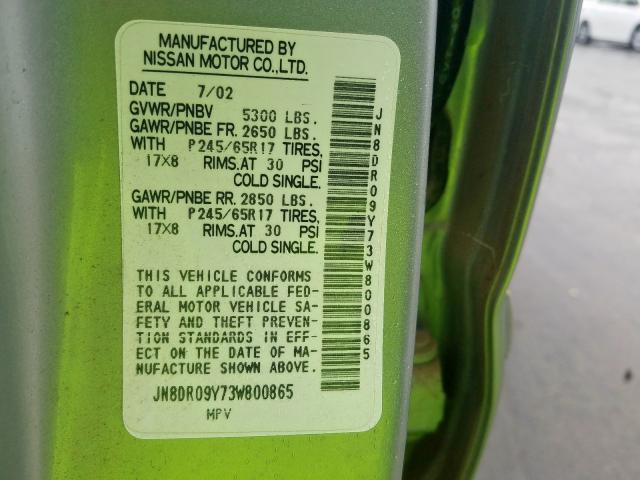 MANUFACTURED BY
NISSAN MOTOR CO.,LTD.
DATE 7/02
GVWR/PNBV 5300 LBS.
GAWR/PNBE FR. 2650 LBS.
WITH P245/65R17 TIRES,
17X8 RIMS.AT 30 PSI
COLD SINGLE.
GAWR/PNBE RR. 2850 LBS.
WITH P245/65R17 TIRES,
17X8 RIMS.AT 30 PSI
COLD SINGLE.
THIS VEHICLE CONFORMS
TO ALL APPLICABLE FED-
ERAL MOTOR VEHICLE SA-
FETY AND THEFT PREVEN-
TION STANDARDS IN EFF-
ECT ON THE DATE OF MA-
NUFACTURE SHOWN ABOVE.
JN8DR09Y73W800865
MPV
JN8DR09Y73W800865